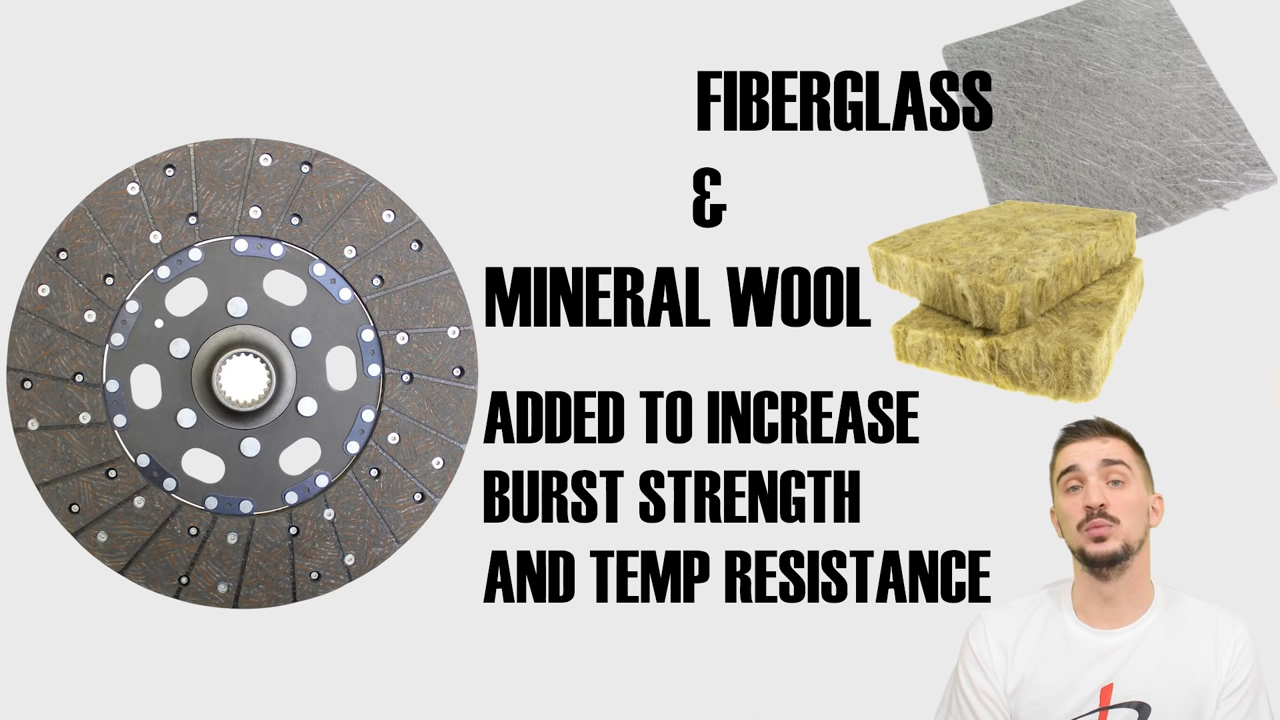 FIBERGLASS
&
MINERAL WOOL
ADDED TO INCREASE
BURST STRENGTH
AND TEMP RESISTANCE